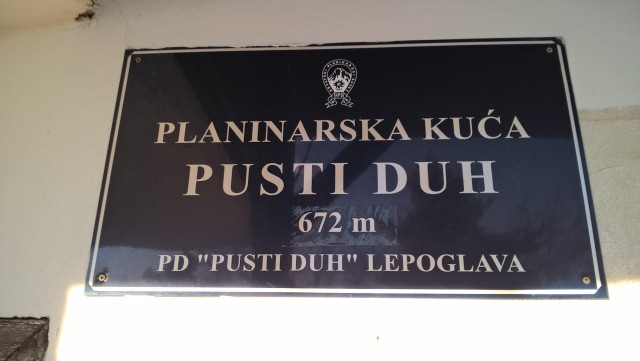 PLANINARSKA KUĆA
PUSTI DUH
672 m
PD "PUSTI DUH" LEPOGLAVA